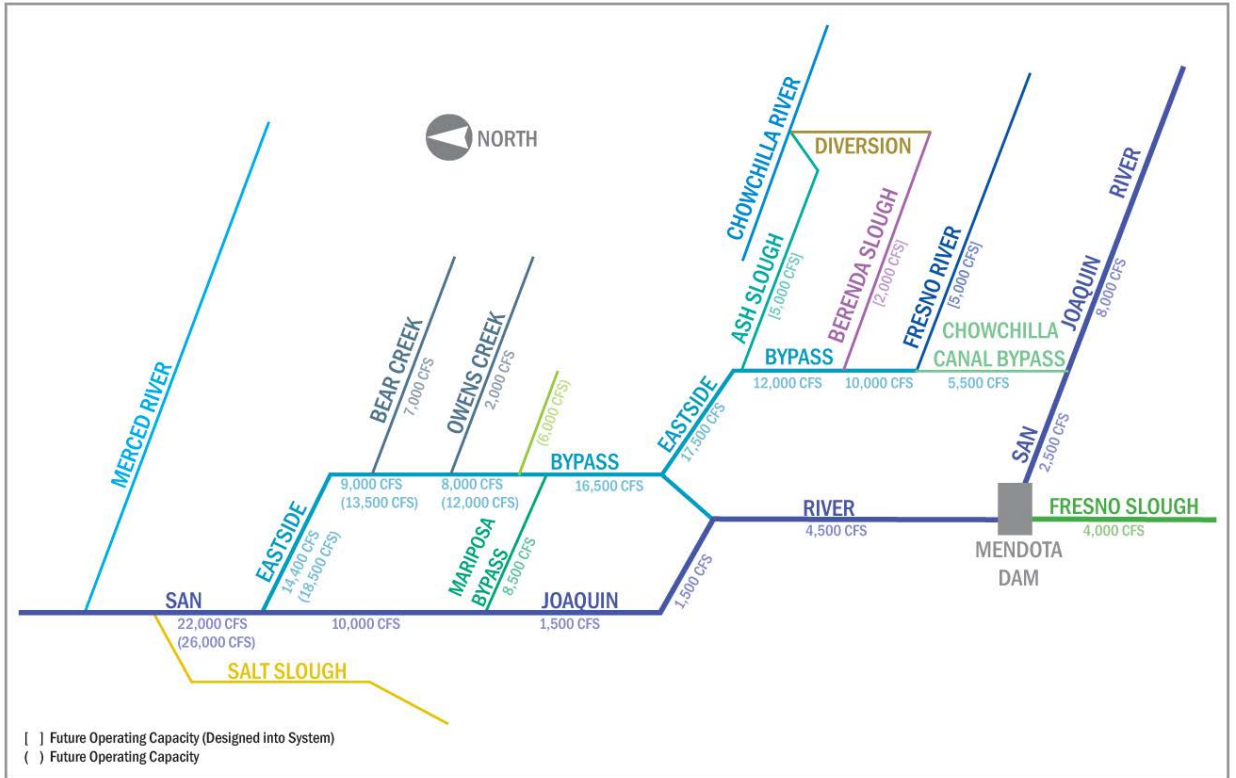 NORTH
CHOWCHILLA RIVER
DIVERSION
MERCED RIVER
ASH SLOUGH
[5,000 CFS]
BERENDA SLOUGH
[2,000 CFS]
FRESNO RIVER
[5,000 CFS]
SAN
JOAQUIN
RIVER
8,000 CFS
2,500 CFS
CHOWCHILLA
CANAL BYPASS
5,500 CFS
BYPASS
12,000 CFS
10,000 CFS
EASTSIDE
17,500 CFS
BEAR CREEK
7,000 CFS
OWENS CREEK
2,000 CFS
(6,000 CFS)
BYPASS
16,500 CFS
9,000 CFS
(13,500 CFS)
8,000 CFS
(12,000 CFS)
EASTSIDE
14,400 CFS
(18,500 CFS)
MARIPOSA
BYPASS
8,500 CFS
RIVER
4,500 CFS
MENDOTA
DAM
FRESNO SLOUGH
4,000 CFS
1,500 CFS
SAN
22,000 CFS
(26,000 CFS)
10,000 CFS
JOAQUIN
1,500 CFS
SALT SLOUGH
[ ] Future Operating Capacity (Designed into System)
( ) Future Operating Capacity